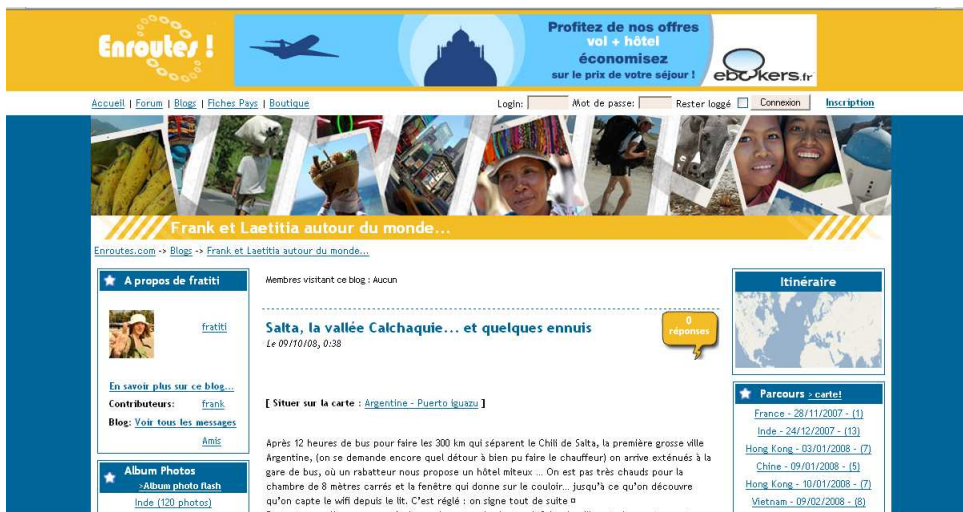 Enroutes !
Profitez de nos offres
vol + hôtel
économisez
sur le prix de votre séjour !
ebookers.fr
Accueil | Forum | Blogs | Fiches Pays | Boutique
Login: Mot de passe: Rester loggé Connexion Inscription
Frank et Laetitia autour du monde...
Enroutes.com -> Blogs -> Frank et Laetitia autour du monde...
A propos de fratiti
fratiti
En savoir plus sur ce blog...
Contributeurs: frank
Blog: Voir tous les messages
Amis
Album Photos
>Album photo flash
Inde (120 photos)
Membres visitant ce blog : Aucun
Salta, la vallée Calchaquie... et quelques ennuis
Le 09/10/08, 0:38
0
réponses
[ Situer sur la carte : Argentine - Puerto iguazu ]
Après 12 heures de bus pour faire les 300 km qui séparent le Chili de Salta, la première grosse ville
Argentine, (on se demande encore quel détour à bien pu faire le chauffeur) on arrive exténués à la
gare de bus, où un rabatteur nous propose un hôtel miteux ... On est pas très chauds pour la
chambre de 8 mètres carrés et la fenêtre qui donne sur le couloir... jusqu'à ce qu'on découvre
qu'on capte le wifi depuis le lit. C'est réglé : on signe tout de suite ¤
Itinéraire
Parcours > carte!
France - 28/11/2007 - (1)
Inde - 24/12/2007 - (13)
Hong Kong - 03/01/2008 - (7)
Chine - 09/01/2008 - (5)
Hong Kong - 10/01/2008 - (7)
Vietnam - 09/02/2008 - (8)